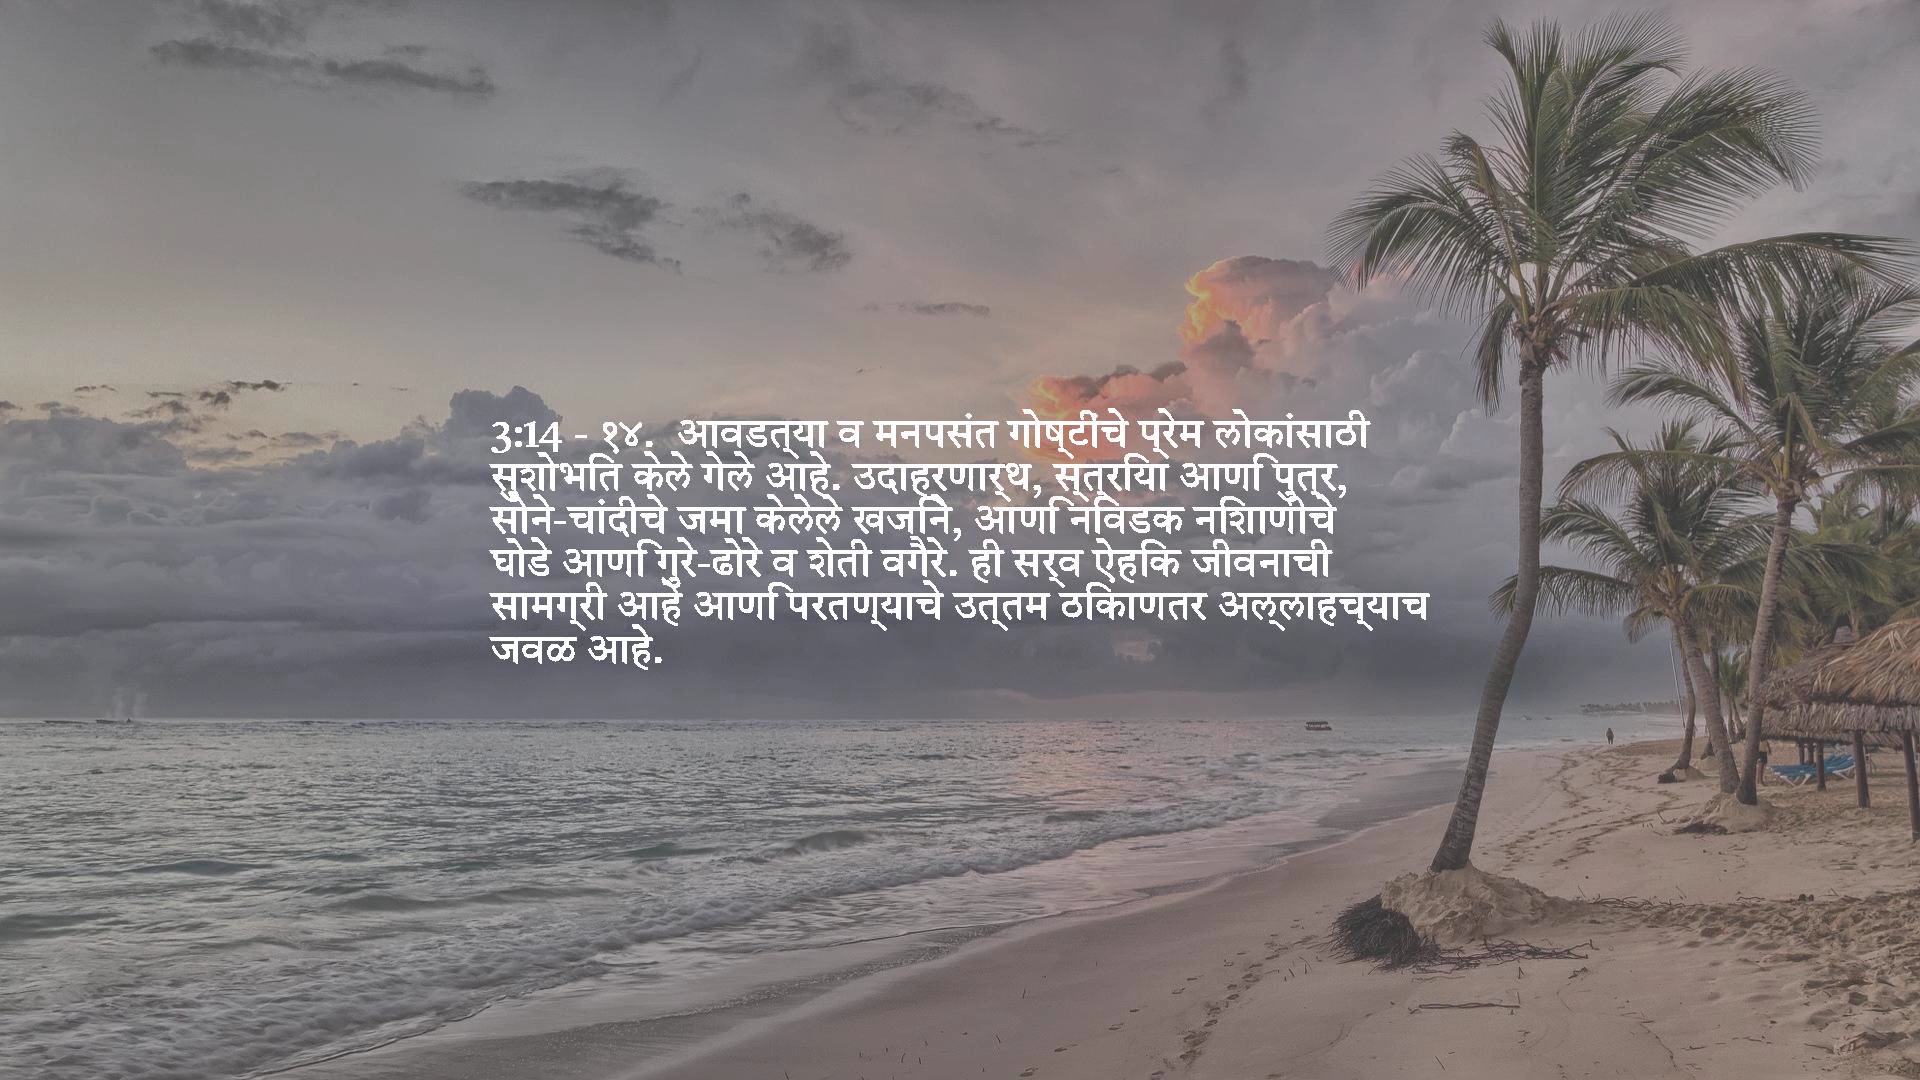 3:14 - १४. आवडत्या व मनपसंत गोष्टींचे प्रेम लोकांसाठी
सुशोभित केले गेले आहे. उदाहरणार्थ, स्त्रिया आणि पुत्र,
सोने-चांदीचे जमा केलेले खजिने, आणि निवडक निशाणीचे
घोडे आणि गुरे-ढोरे व शेती वगैरे. ही सर्व ऐहिक जीवनाची
सामग्री आहे आणि परतण्याचे उत्तम ठिकाणतर अल्लाहच्याच
जवळ आहे.